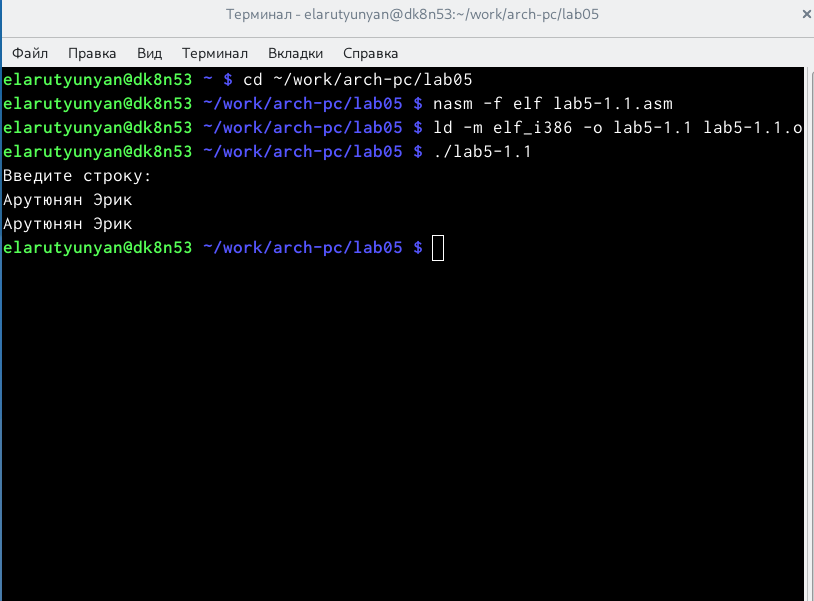 Терминал - elarutyunyan@dk8n53:~/work/arch-pc/lab05
Файл Правка Вид Терминал Вкладки Справка
elarutyunyan@dk8n53 ~ $ cd ~/work/arch-pc/lab05
elarutyunyan@dk8n53 ~/work/arch-pc/lab05 $ nasm -f elf lab5-1.1.asm
elarutyunyan@dk8n53 ~/work/arch-pc/lab05 $ ld -m elf_i386 -o lab5-1.1 lab5-1.1.o
elarutyunyan@dk8n53 ~/work/arch-pc/lab05 $ ./lab5-1.1
Введите строку:
Арутюнян Эрик
Арутюнян Эрик
elarutyunyan@dk8n53 ~/work/arch-pc/lab05 $